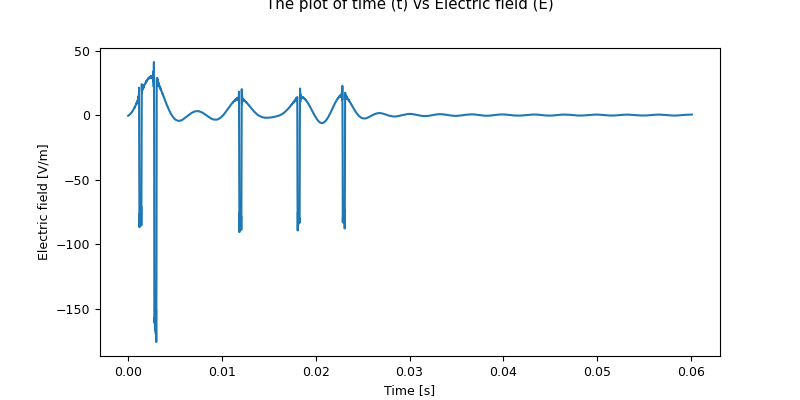 The plot of time (t) vs Electric field (E)
50
0
−50
−100
−150
Electric field [V/m]
0.00 0.01 0.02 0.03 0.04 0.05 0.06
Time [s]